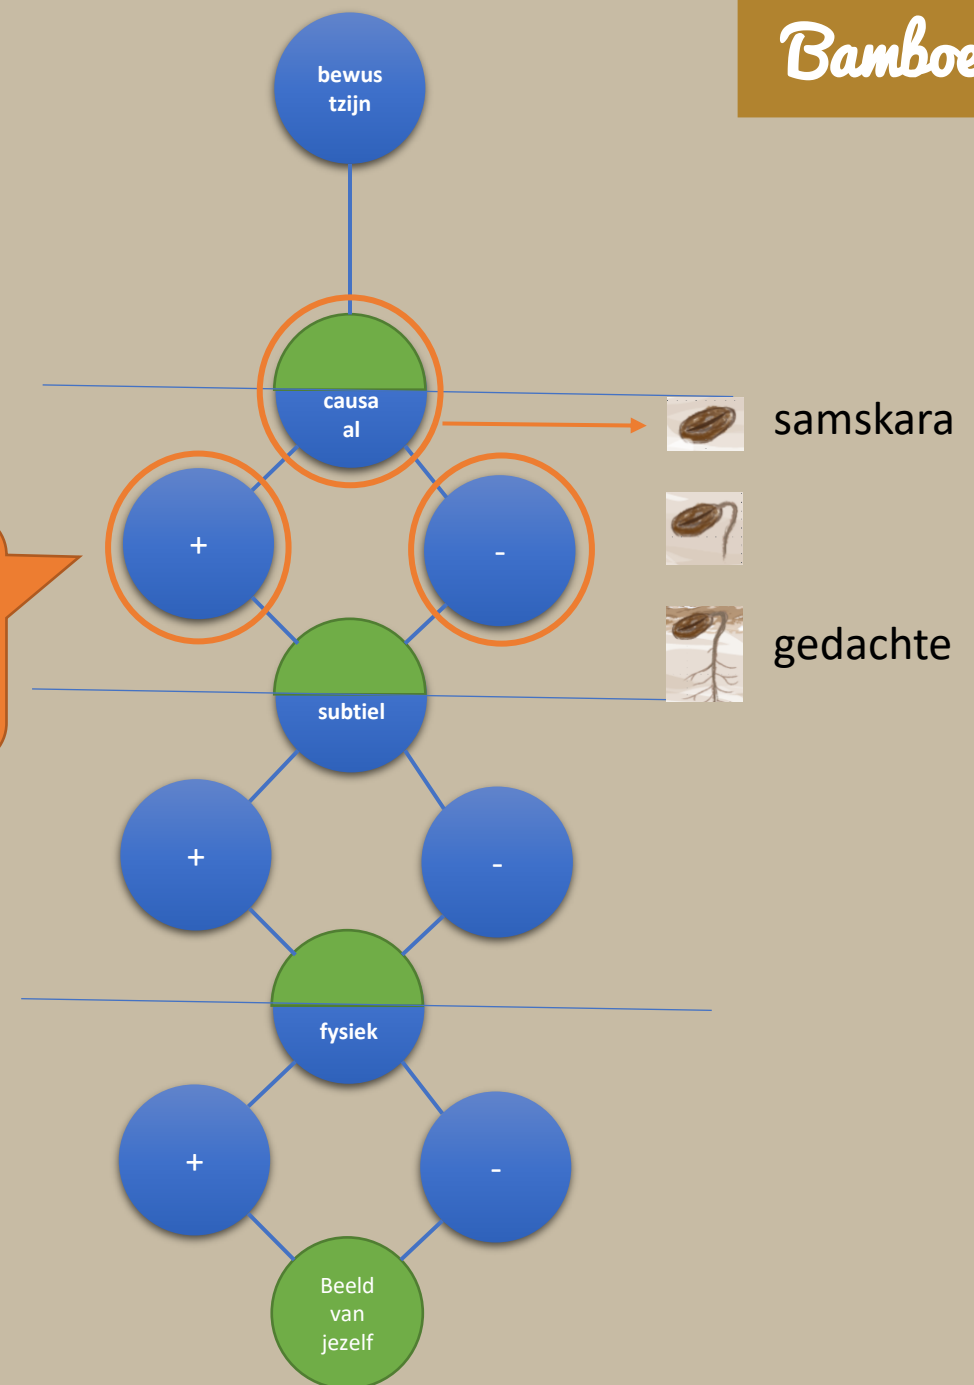 Bamboe
bewus
tzijn
causa
al
samskara
+
-
gedachte
subtiel
+
-
fysiek
+
-
Beeld
van
jezelf